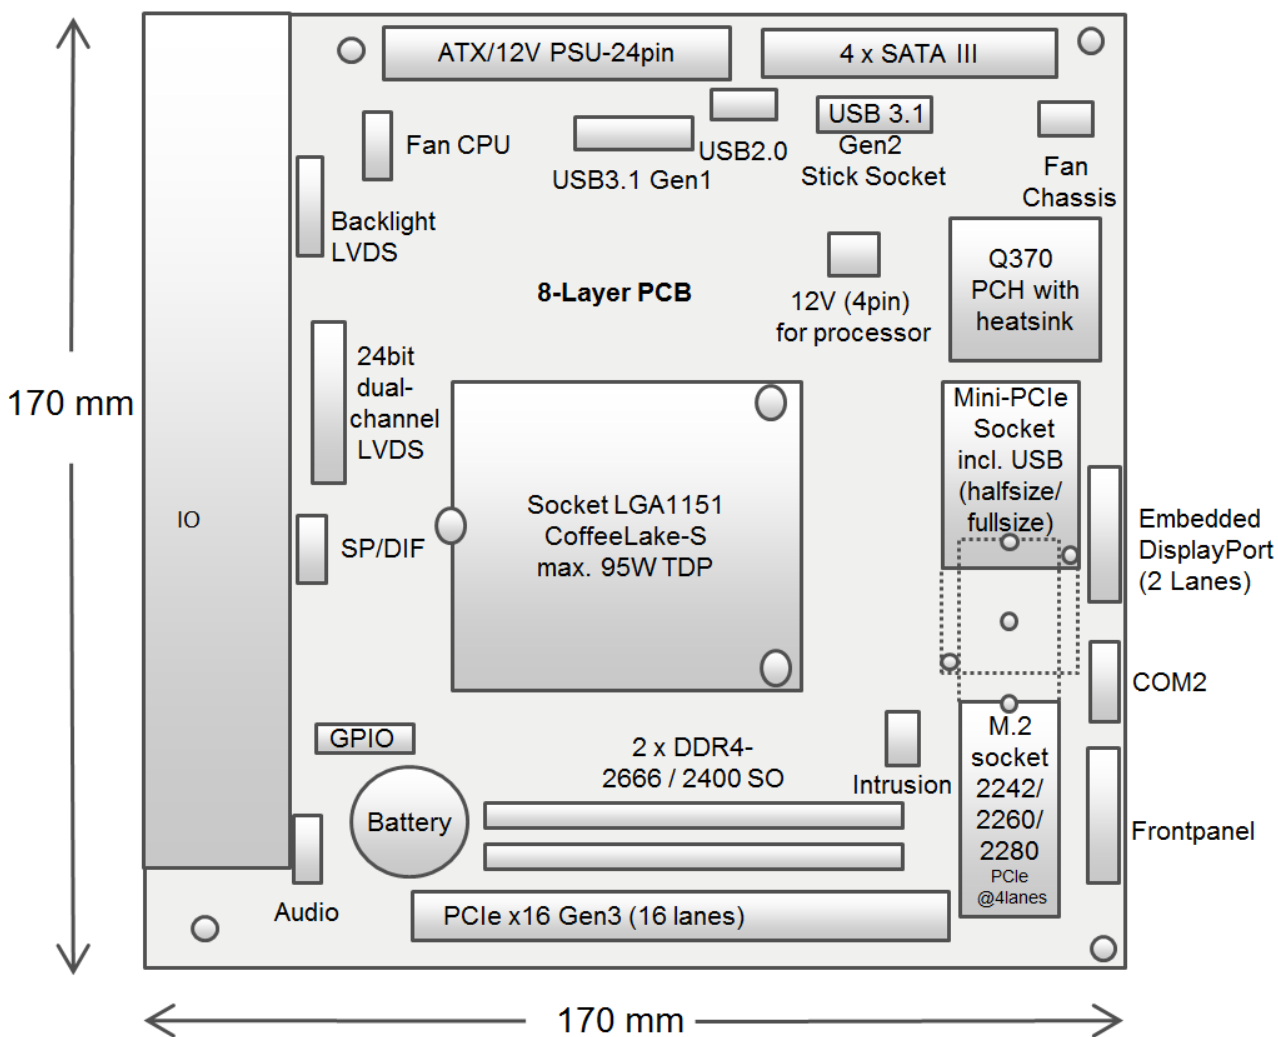 ATX/12V PSU-24pin
4 x SATA III
Fan CPU
USB3.1 Gen1
USB2.0
USB 3.1
Gen2
Stick Socket
Fan
Chassis
Backlight
LVDS
8-Layer PCB
12V (4pin)
for processor
Q370
PCH with
heatsink
24bit
dual-
channel
LVDS
170 mm
Mini-PCIe
Socket
incl. USB
(halfsize/
fullsize)
IO
SP/DIF
Socket LGA1151
CoffeeLake-S
max. 95W TDP
Embedded
DisplayPort
(2 Lanes)
COM2
GPIO
2 x DDR4-
2666 / 2400 SO
Intrusion
M.2
socket
2242/
2260/
2280
PCIe
@4lanes
Battery
Frontpanel
Audio
PCIe x16 Gen3 (16 lanes)
170 mm